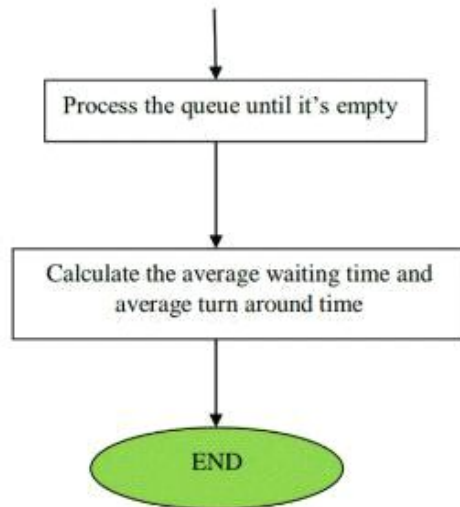 Process the queue until it's empty
Calculate the average waiting time and
average turn around time
END